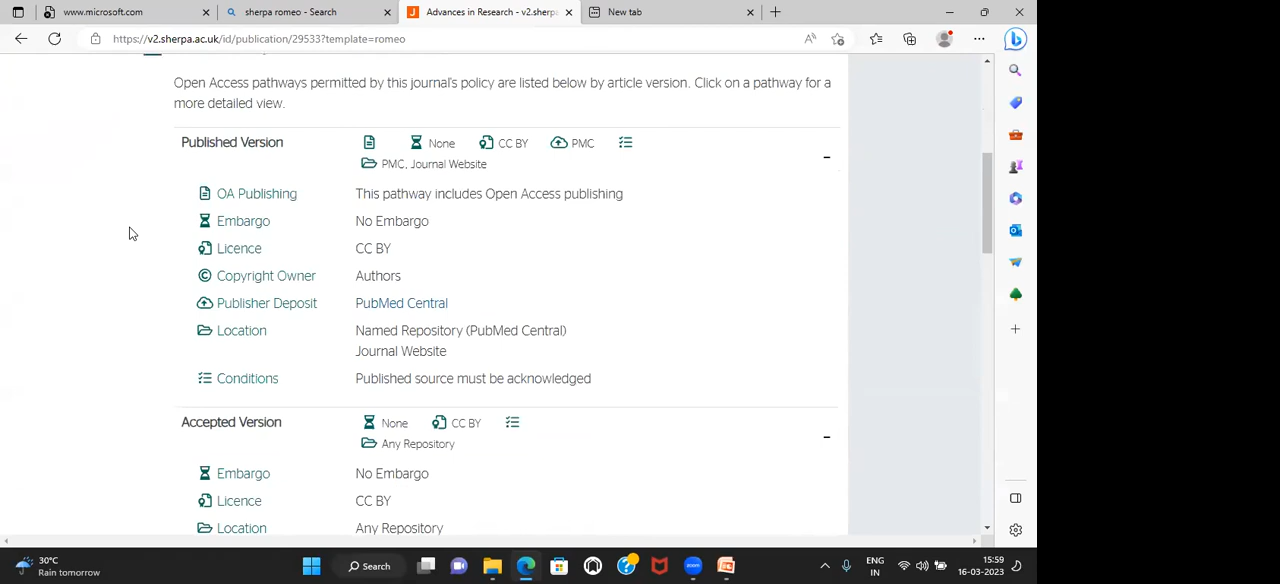 www.microsoft.com
sherpa romeo - Search
Advances in Research - v2.sherp
New tab
https://v2.sherpa.ac.uk/id/publication/29533?template=romeo
Open Access pathways permitted by this journal's policy are listed below by article version. Click on a pathway for a
more detailed view.
Published Version
None CC BY PMC
PMC, Journal Website
OA Publishing This pathway includes Open Access publishing
Embargo No Embargo
Licence CC BY
Copyright Owner Authors
Publisher Deposit PubMed Central
Location Named Repository (PubMed Central)
Journal Website
Conditions Published source must be acknowledged
Accepted Version
None CC BY
Any Repository
Embargo No Embargo
Licence CC BY
Location Any Repository
30°C
Rain tomorrow
Search
ENG
IN
15:59
16-03-2023